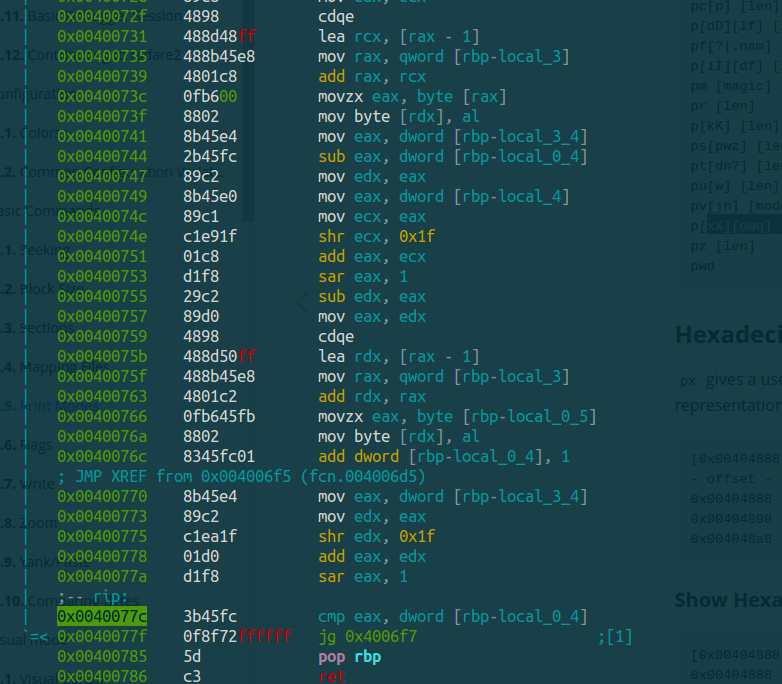 0x0040072f 4898 cdqe
0x00400731 488d48ff lea rcx, [rax - 1]
0x00400735 488b45e8 mov rax, qword [rbp-local_3]
0x00400739 4801c8 add rax, rcx
0x0040073c 0fb600 movzx eax, byte [rax]
0x0040073f 8802 mov byte [rdx], al
0x00400741 8b45e4 mov eax, dword [rbp-local_3_4]
0x00400744 2b45fc sub eax, dword [rbp-local_0_4]
0x00400747 89c2 mov edx, eax
0x00400749 8b45e0 mov eax, dword [rbp-local_4]
0x0040074c 89c1 mov ecx, eax
0x0040074e c1e91f shr ecx, 0x1f
0x00400751 01c8 add eax, ecx
0x00400753 d1f8 sar eax, 1
0x00400755 29c2 sub edx, eax
0x00400757 89d0 mov eax, edx
0x00400759 4898 cdqe
0x0040075b 488d50ff lea rdx, [rax - 1]
0x0040075f 488b45e8 mov rax, qword [rbp-local_3]
0x00400763 4801c2 add rdx, rax
0x00400766 0fb645fb movzx eax, byte [rbp-local_0_5]
0x0040076a 8802 mov byte [rdx], al
0x0040076c 8345fc01 add dword [rbp-local_0_4], 1
; JMP XREF from 0x004006f5 (fcn.004006d5)
0x00400770 8b45e4 mov eax, dword [rbp-local_3_4]
0x00400773 89c2 mov edx, eax
0x00400775 c1ea1f shr edx, 0x1f
0x00400778 01d0 add eax, edx
0x0040077a d1f8 sar eax, 1
;-- rip:
0x0040077c 3b45fc cmp eax, dword [rbp-local_0_4]
=< 0x0040077f 0f8f72ffffff jg 0x4006f7 ;[1]
0x00400785 5d pop rbp
0x00400786 c3 ret
pc[p] [len]
p[dD][lf] [
pf[?|.nam]
p[iI][df] [
pm [magic]
pr [len]
p[kK] [len]
ps[pwz] [le
pt[dn?] [le
pu[w] [len]
pv[jh] [mod
pz [len]
pwd
Hexadeci
px gives a use
representation
[0x00404888
- offset -
0x00404888
0x00404898
0x004048a8
Show Hexa
[0x00404888
0x00404888